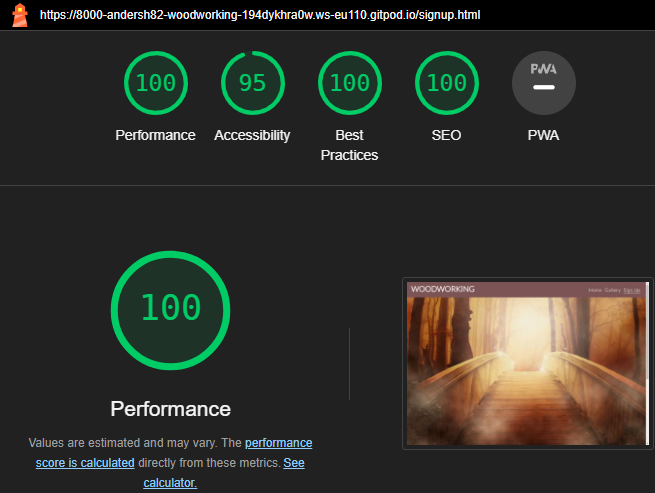 https://8000-andersh82-woodworking-194dykhra0w.ws-eu110.gitpod.io/signup.html
100
95
100
100
PWA
Performance
Accessibility
Best
Practices
SEO
PWA
100
Performance
Values are estimated and may vary. The performance
score is calculated directly from these metrics. See
calculator.
WOODWORKING
Home Gallery Sign Up